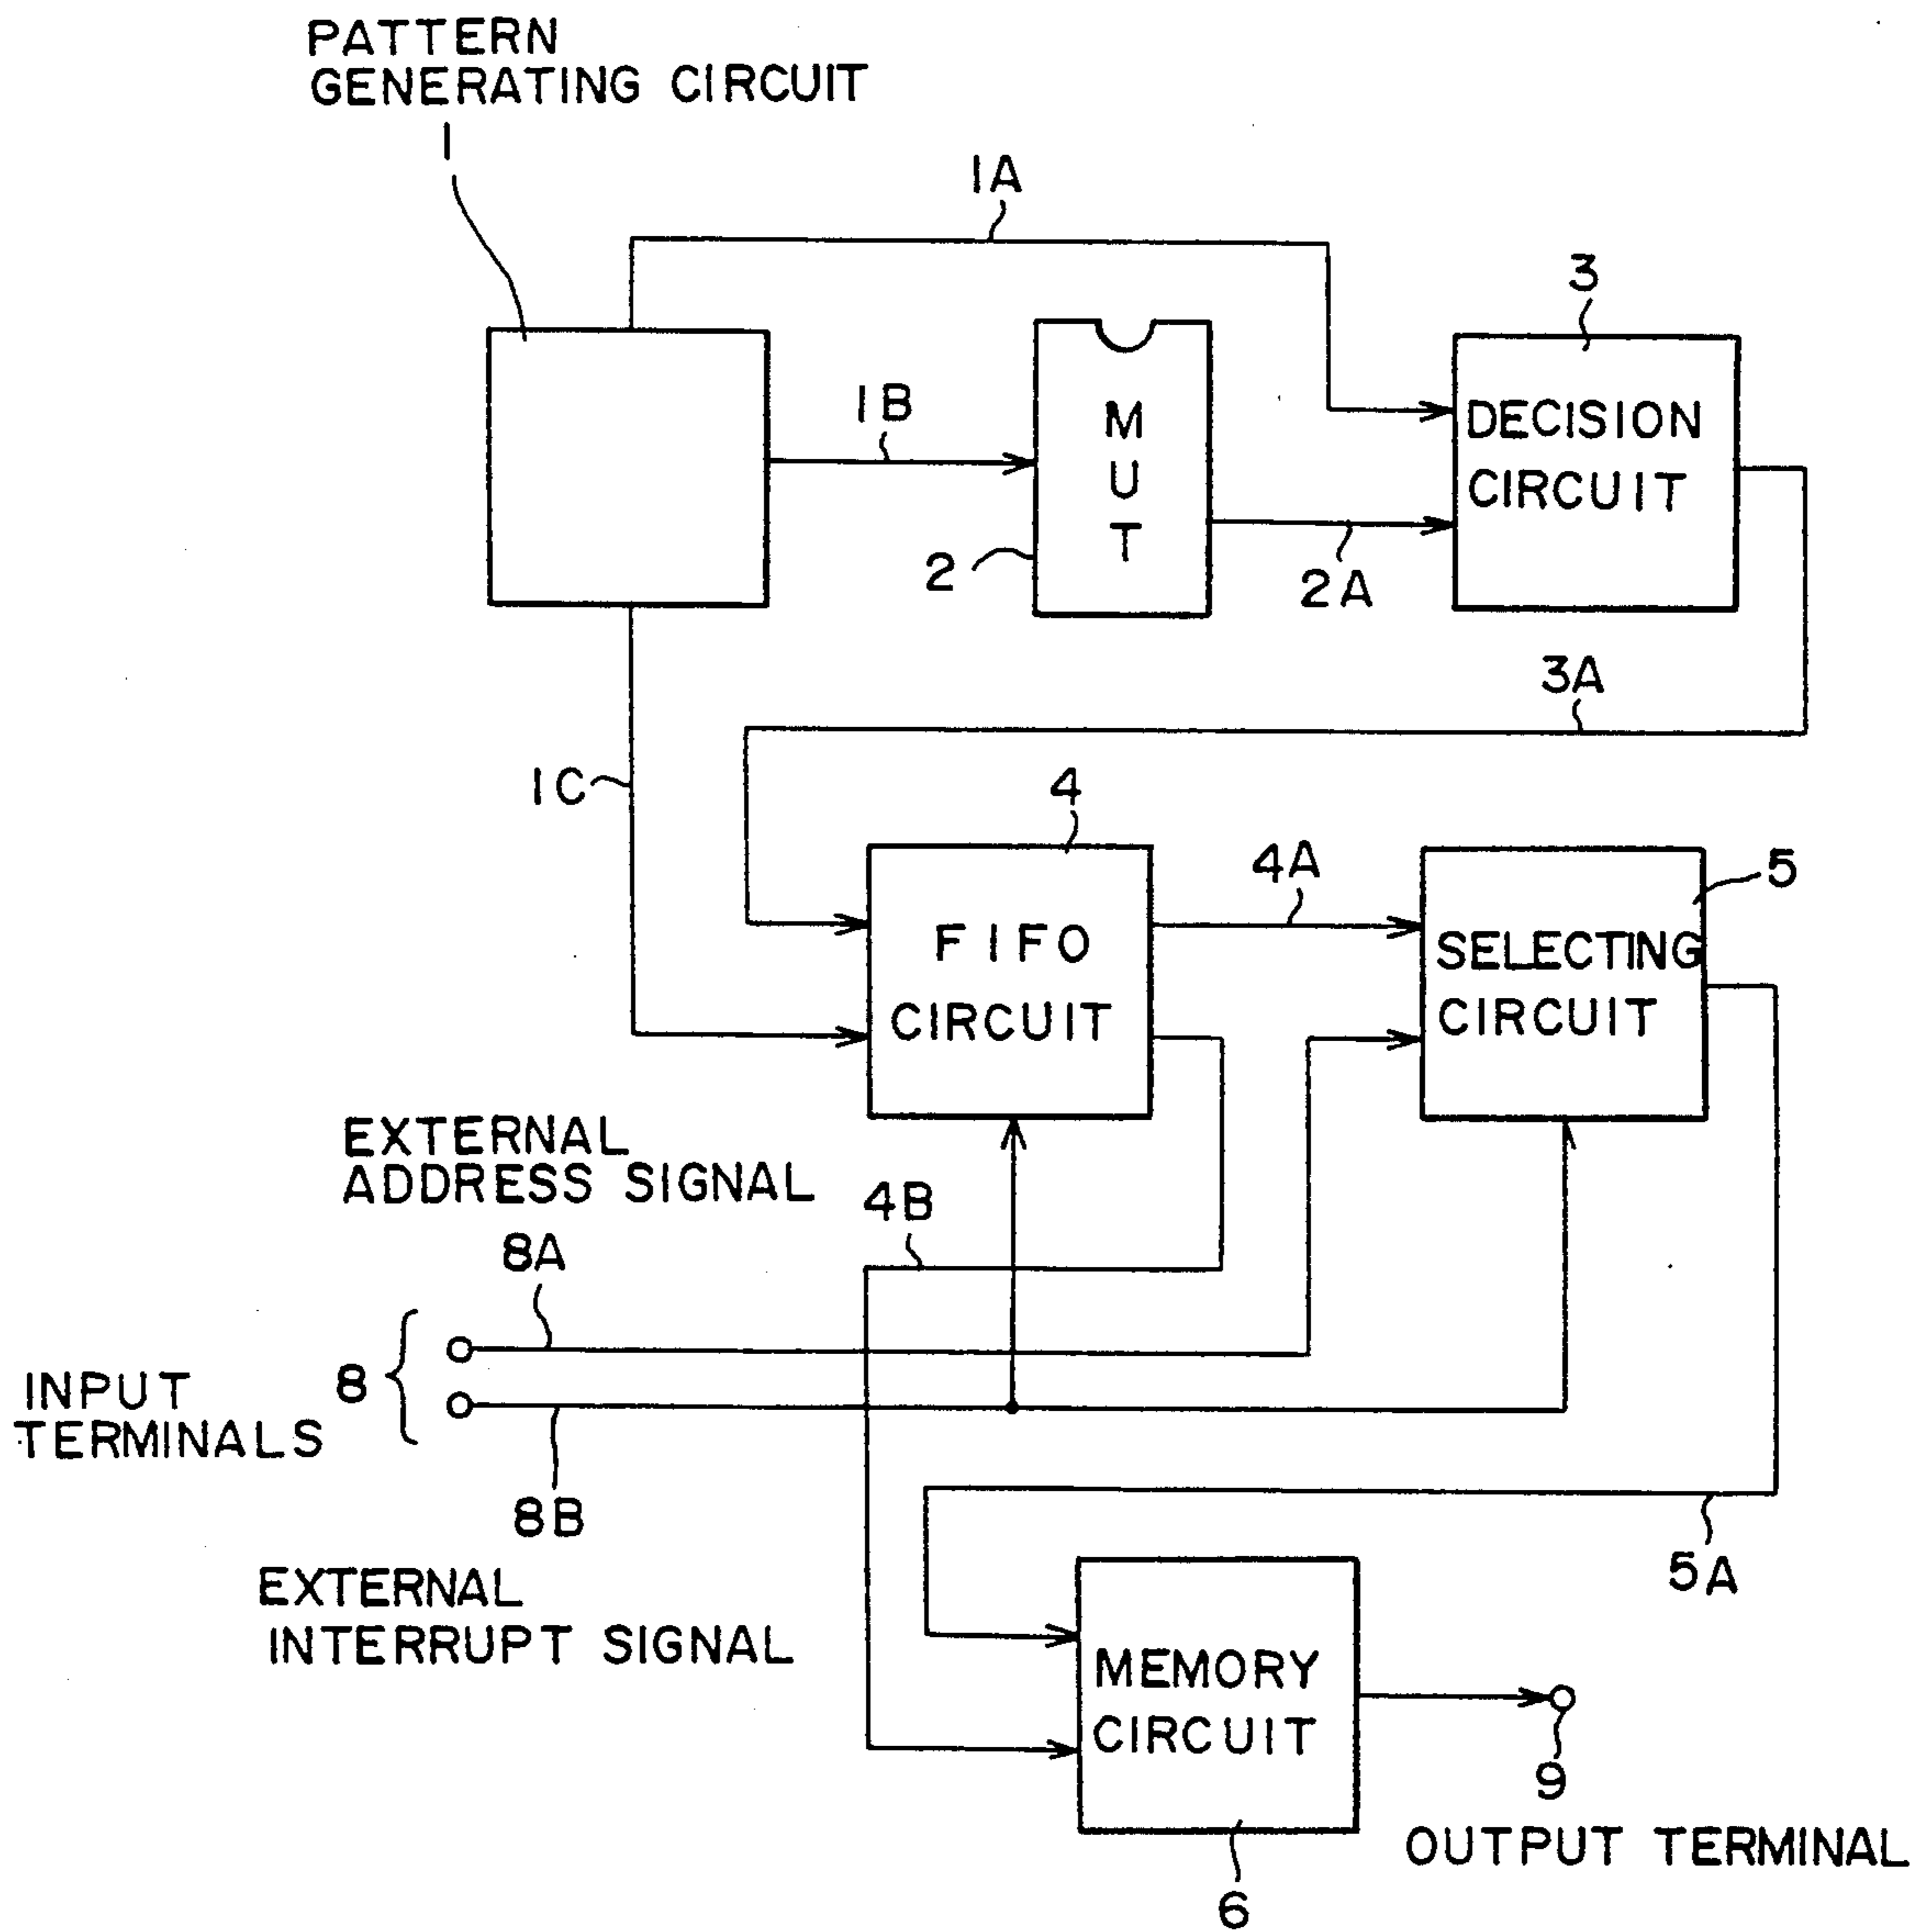 PATTERN
GENERATING CIRCUIT
1
1A
3
1B
M
U
T
DECISION
CIRCUIT
2
2A
3A
1C
4
4A
5
FIFO
CIRCUIT
SELECTING
CIRCUIT
EXTERNAL
ADDRESS SIGNAL
4B
8A
INPUT
TERMINALS
8
8B
EXTERNAL
INTERRUPT SIGNAL
5A
MEMORY
CIRCUIT
9
OUTPUT TERMINAL
6